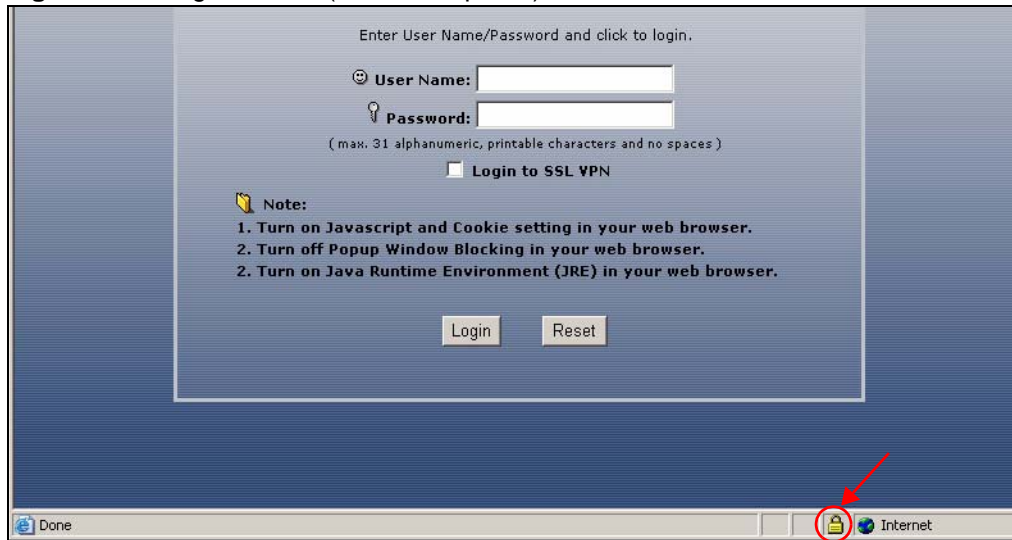 Enter User Name/Password and click to login.
User Name:
Password:
( max. 31 alphanumeric, printable characters and no spaces )
Login to SSL VPN
Note:
1. Turn on Javascript and Cookie setting in your web browser.
2. Turn off Popup Window Blocking in your web browser.
2. Turn on Java Runtime Environment (JRE) in your web browser.
Login Reset
Done Internet